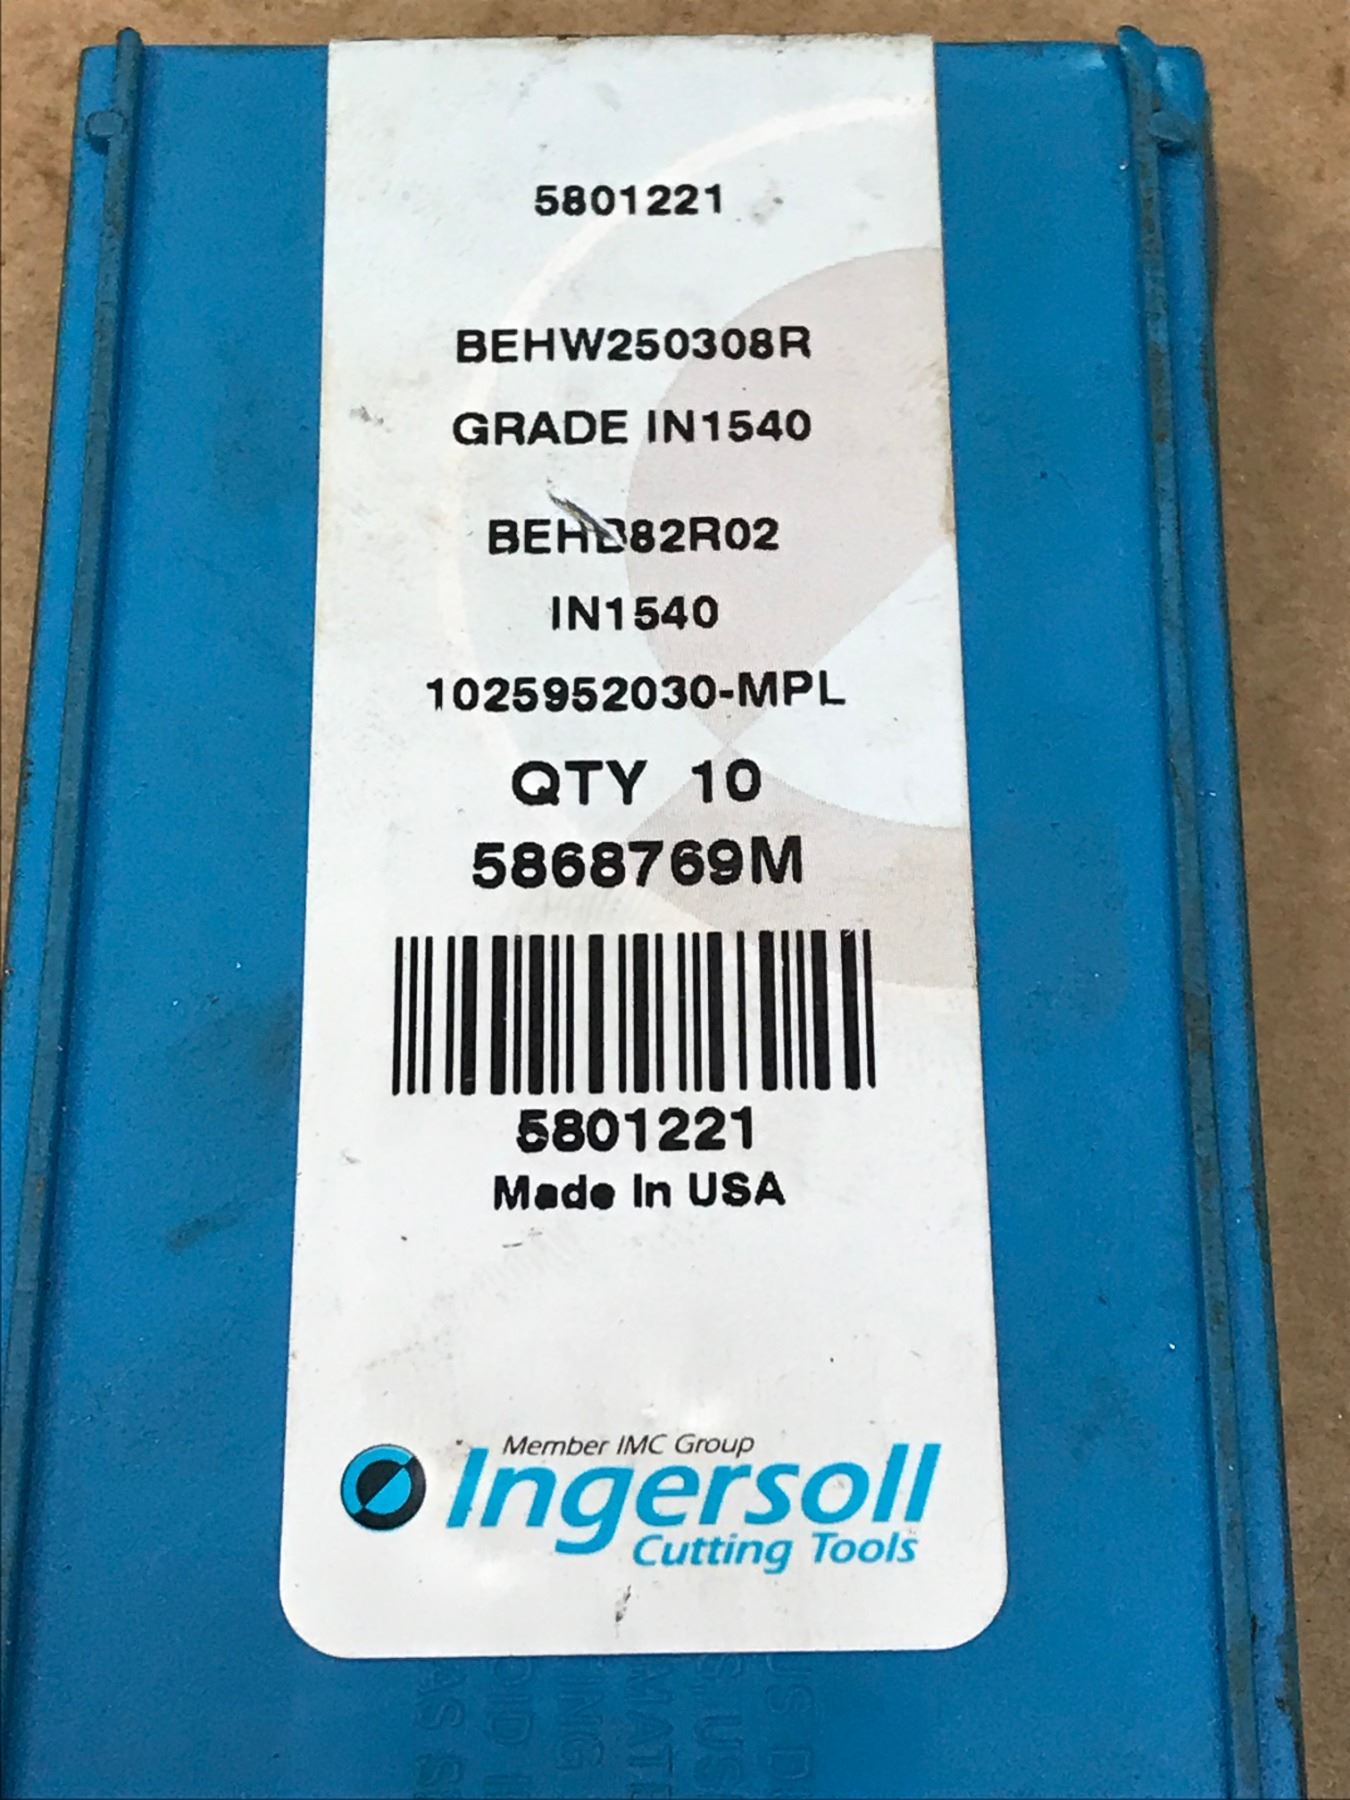 5801221
BEHW250308R
GRADE IN1540
BEHB82R02
IN1540
1025952030-MPL
QTY 10
5868769M
5801221
Made In USA
Member IMC Group
Ingersoll
Cutting Tools